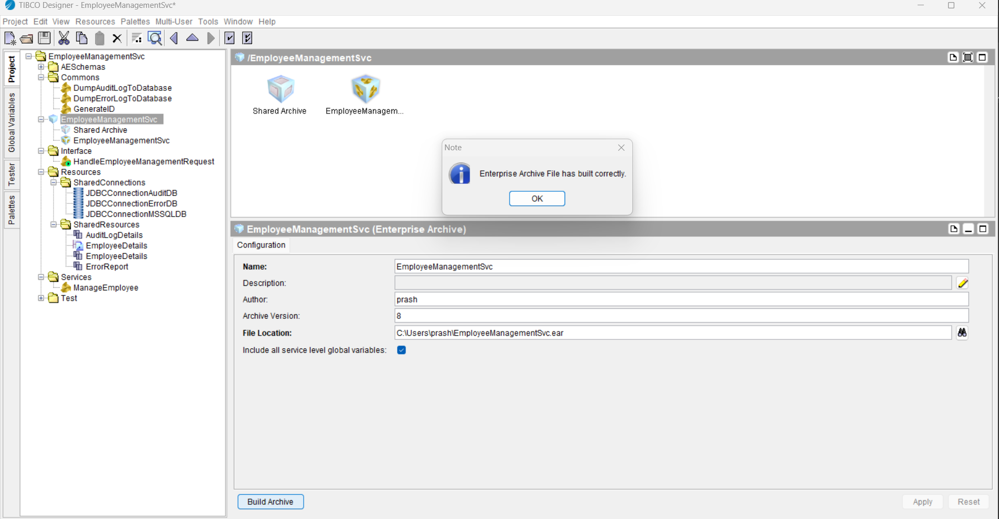 TIBCO Designer - EmployeeManagementSvc*
Project Edit View Resources Palettes Multi-User Tools Window Help
Project
Global Variables
Tester
Palettes
EmployeeManagementSvc
AESchemas
Commons
DumpAuditLogToDatabase
DumpErrorLogToDatabase
GenerateID
EmployeeManagementSvc
Shared Archive
EmployeeManagementSvc
Interface
HandleEmployeeManagementRequest
Resources
SharedConnections
JDBCConnectionAuditDB
JDBCConnectionErrorDB
JDBCConnectionMSSQLDB
SharedResources
AuditLogDetails
EmployeeDetails
EmployeeDetails
ErrorReport
Services
ManageEmployee
Test
/EmployeeManagementSvc
Shared Archive
EmployeeManagem...
Note
Enterprise Archive File has built correctly.
OK
EmployeeManagementSvc (Enterprise Archive)
Configuration
Name: EmployeeManagementSvc
Description:
Author: prash
Archive Version: 8
File Location: C:\Users\prash\EmployeeManagementSvc.ear
Include all service level global variables:
Build Archive
Apply
Reset